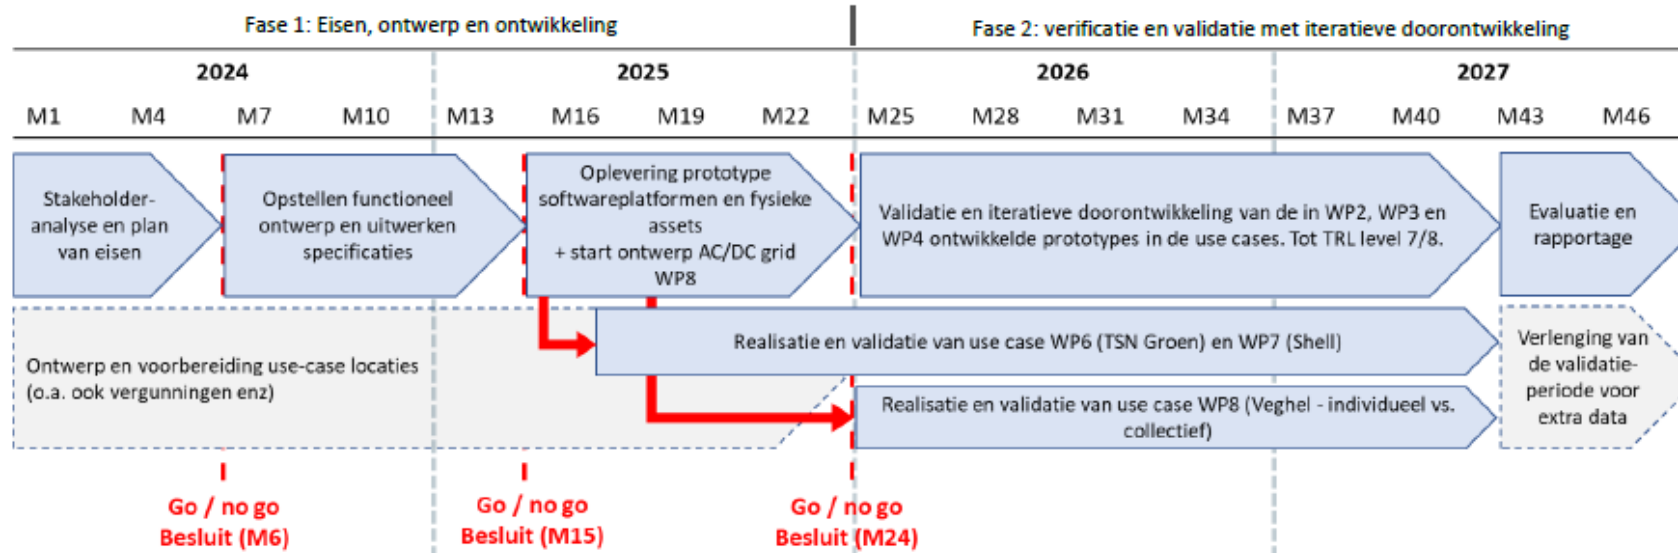 Fase 1: Eisen, ontwerp en ontwikkeling
Fase 2: verificatie en validatie met iteratieve doorontwikkeling
2024
2025
2026
2027
M1
M4
M7
M10
M13
M16
M19
M22
M25
M28
M31
M34
M37
M40
M43
M46
Stakeholder-
analyse en plan
van eisen
Opstellen functioneel
ontwerp en uitwerken
specificaties
Oplevering prototype
softwareplatformen en fysieke
assets
+ start ontwerp AC/DC grid
WP8
Validatie en iteratieve doorontwikkeling van de in WP2, WP3 en
WP4 ontwikkelde prototypes in de use cases. Tot TRL level 7/8.
Evaluatie en
rapportage
Ontwerp en voorbereiding use-case locaties
(o.a. ook vergunningen enz)
Realisatie en validatie van use case WP6 (TSN Groen) en WP7 (Shell)
Realisatie en validatie van use case WP8 (Veghel - individueel vs.
collectief)
Verlenging van
de validatie-
periode voor
extra data
Go / no go
Besluit (M6)
Go / no go
Besluit (M15)
Go / no go
Besluit (M24)